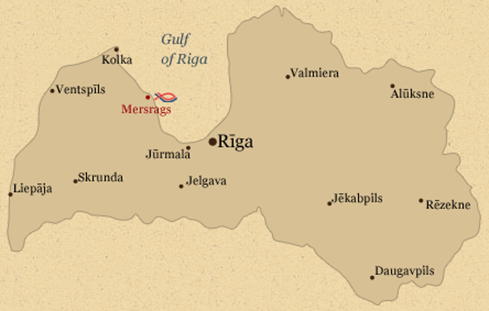 Gulf
of Riga
Kolka
Valmiera
Ventspils
Alūksne
Mersrags
Rīga
Jūrmala
Skrunda
Jelgava
Liepāja
Jēkabpils
Rēzekne
Daugavpils